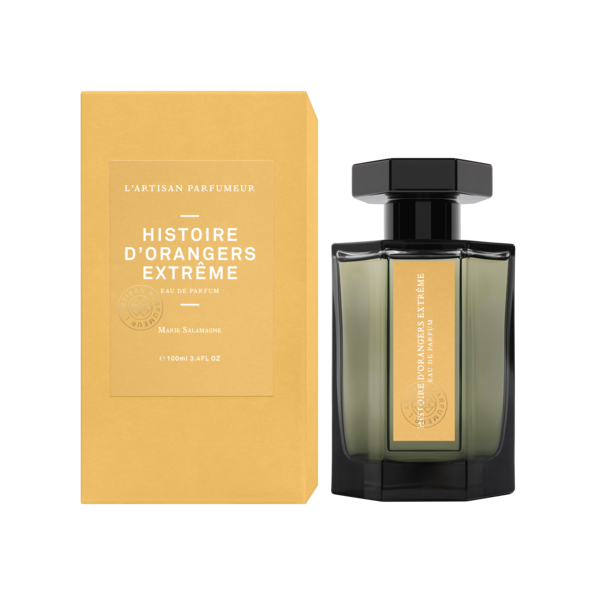 L'ARTISAN PARFUMEUR
HISTOIRE
D'ORANGERS
EXTRÊME
EAU DE PARFUM
MARIE SALAMAGNE
℮ 100ml 3.4FL OZ
HISTOIRE D'ORANGERS EXTRÊME
EAU DE PARFUM